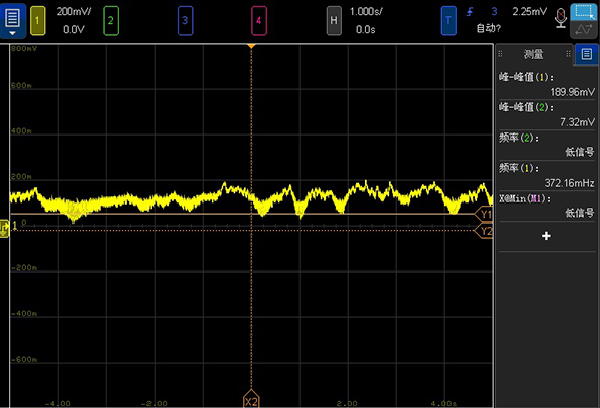 1 200mV/ 0.0V 2 3 4 H 1.000s/ 0.0s T 3 2.25mV 自动?
800mV
600m
400m
200m
1 0
-200m
-400m
-600m
Y1
Y2
-4.00 -2.00 X2 2.00 4.00s
测量
峰-峰值(1):
189.96mV
峰-峰值(2):
7.32mV
频率(2):
低信号
频率(1):
372.16mHz
X@Min(M1):
低信号
+